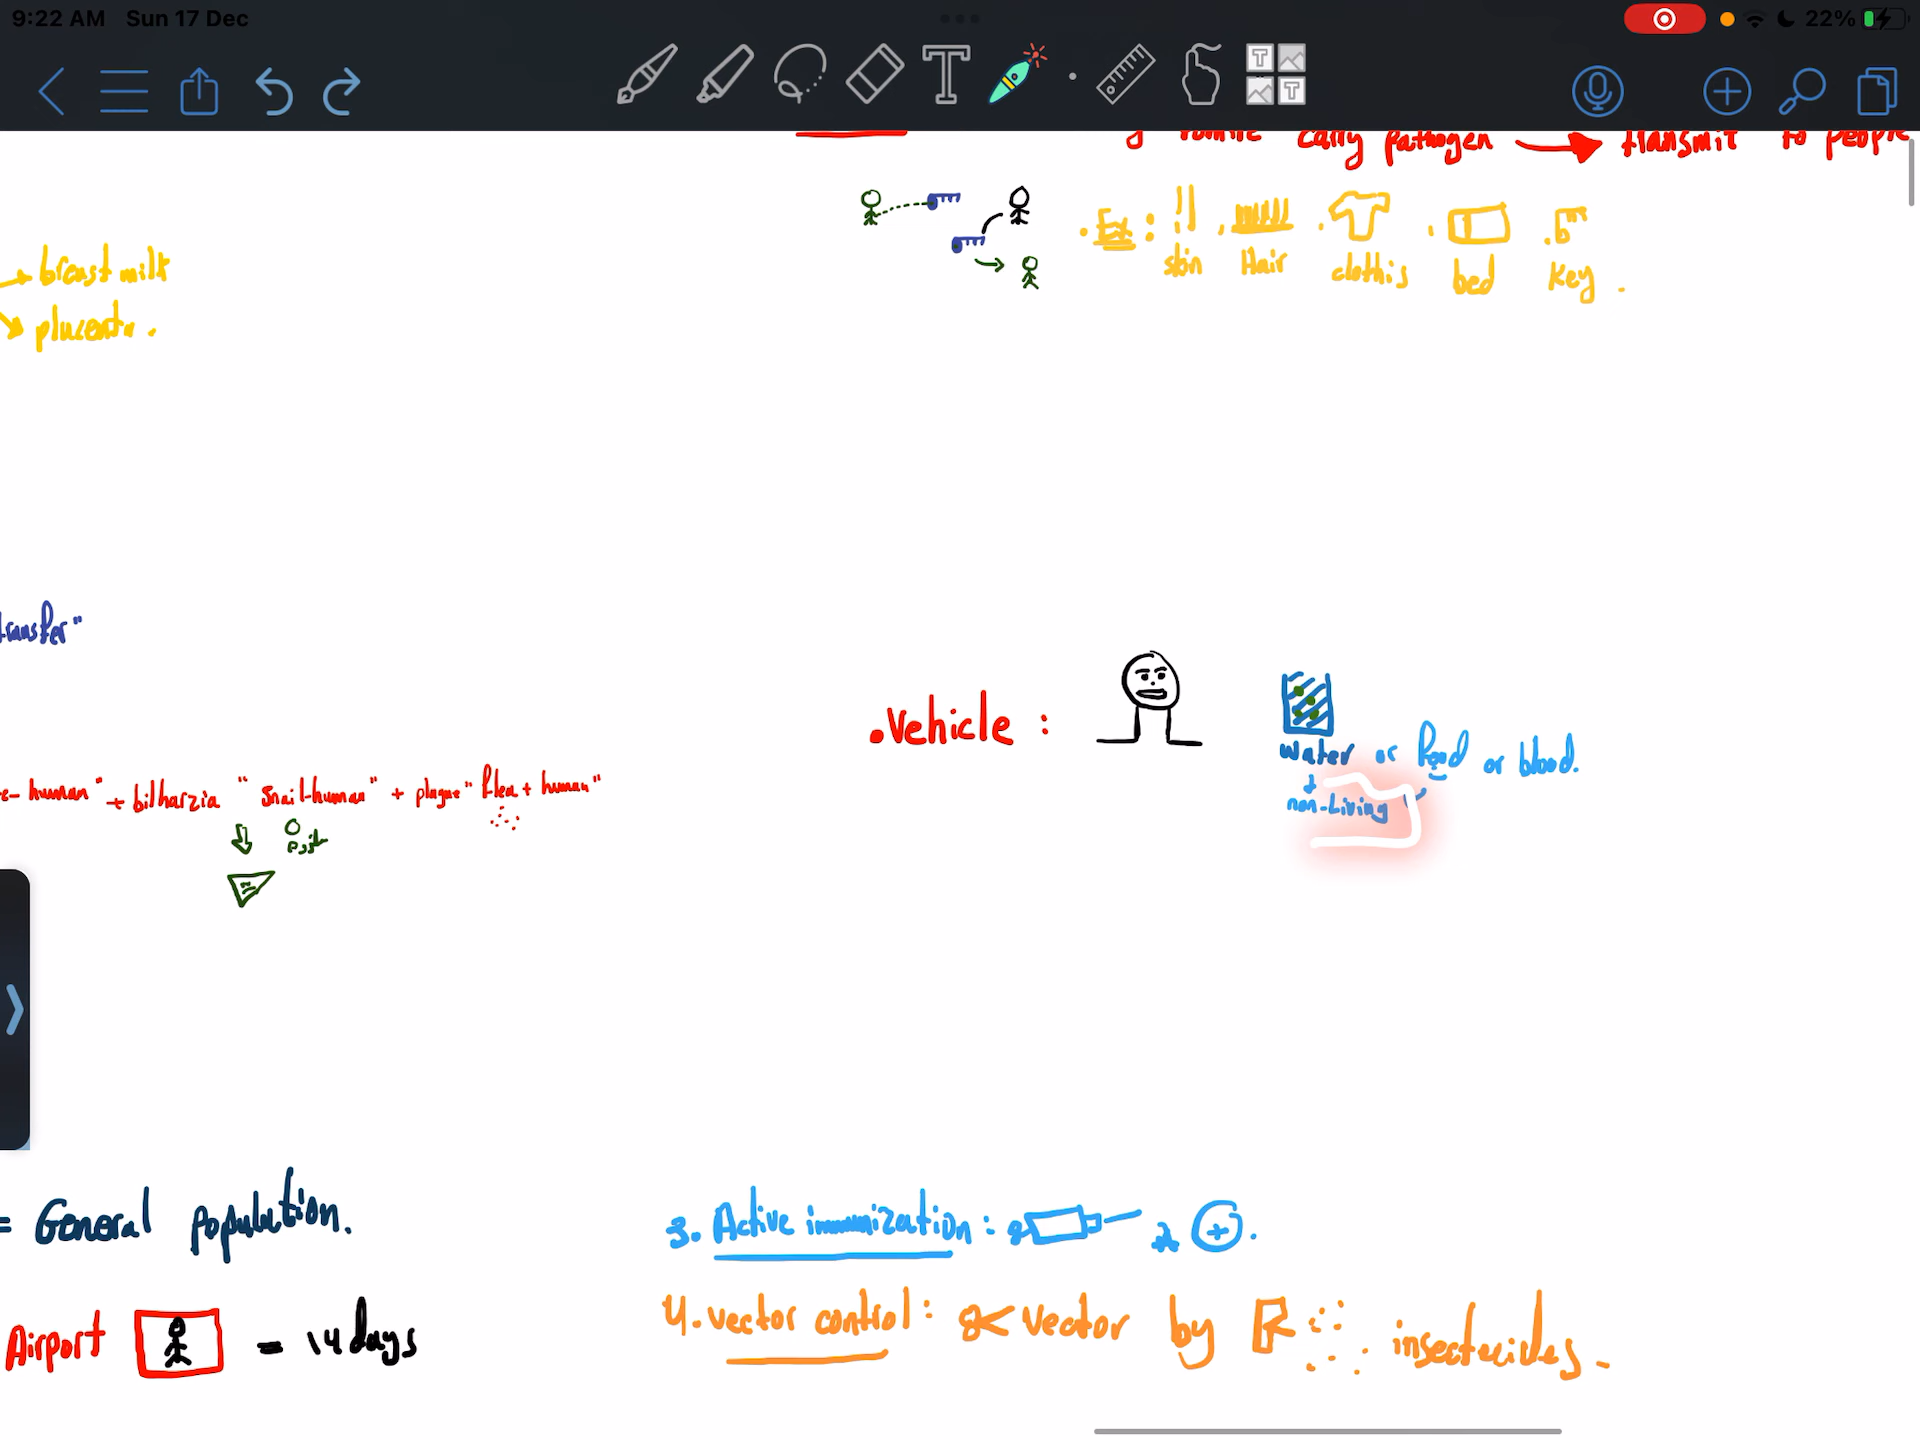 9:22 AM Sun 17 Dec
22%
T
T
T
carry pathogen → transmit to people
. Ex :
skin
Hair
clothis
bed
key .
→ breast milk
placenta .
transfer"
. Vehicle :
water or food or blood.
non-Living
- human" + bilharzia " snail-human" + plague " flea + human"
= General population.
3. Active immunization :
+
Airport = 14 days
4. vector control : vector by insectecides.